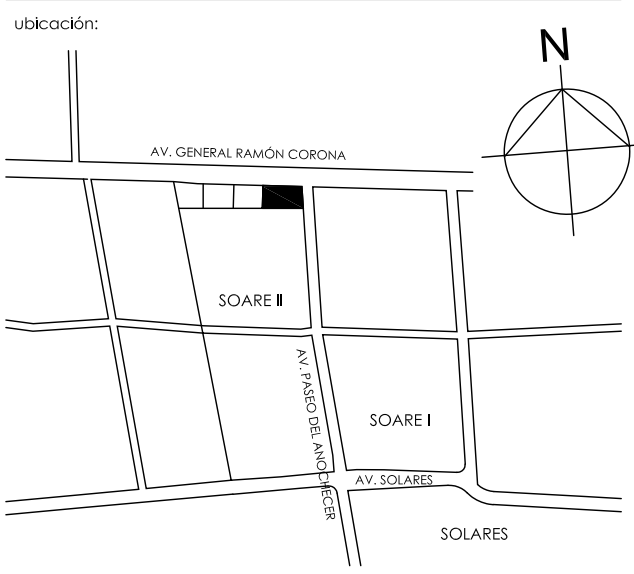 ubicación:
N
AV. GENERAL RAMÓN CORONA
SOARE II
AV. PASEO DEL ANOCHECER
SOARE I
AV. SOLARES
SOLARES